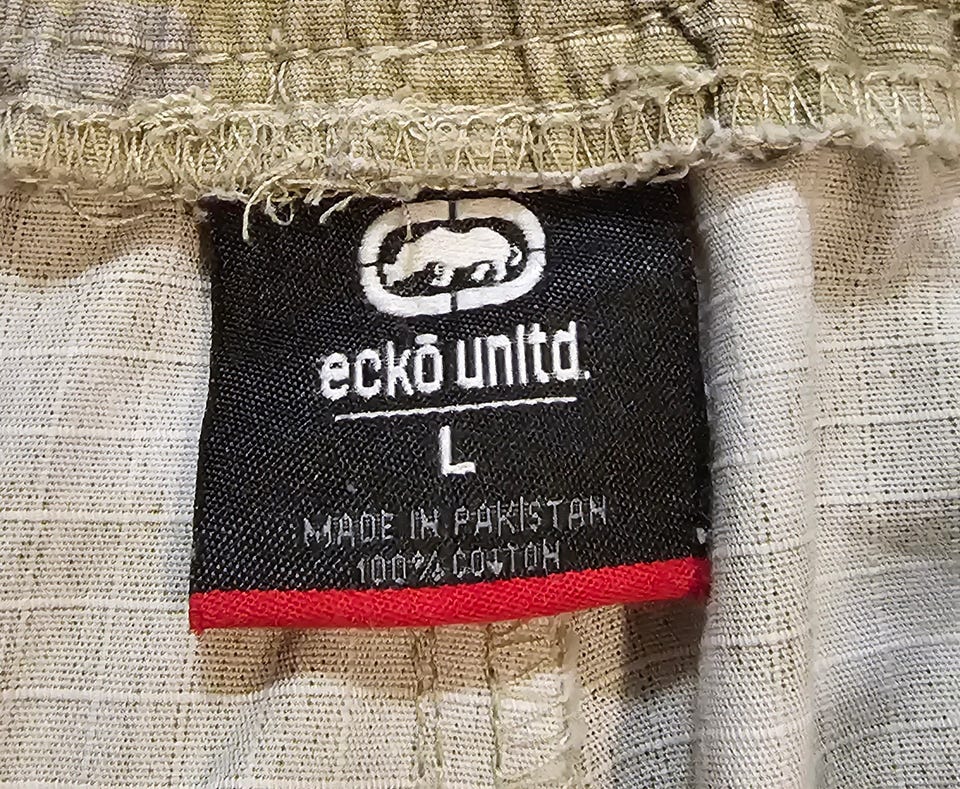 eckō unltd.
L
MADE IN PAKISTAN
100% COTTON